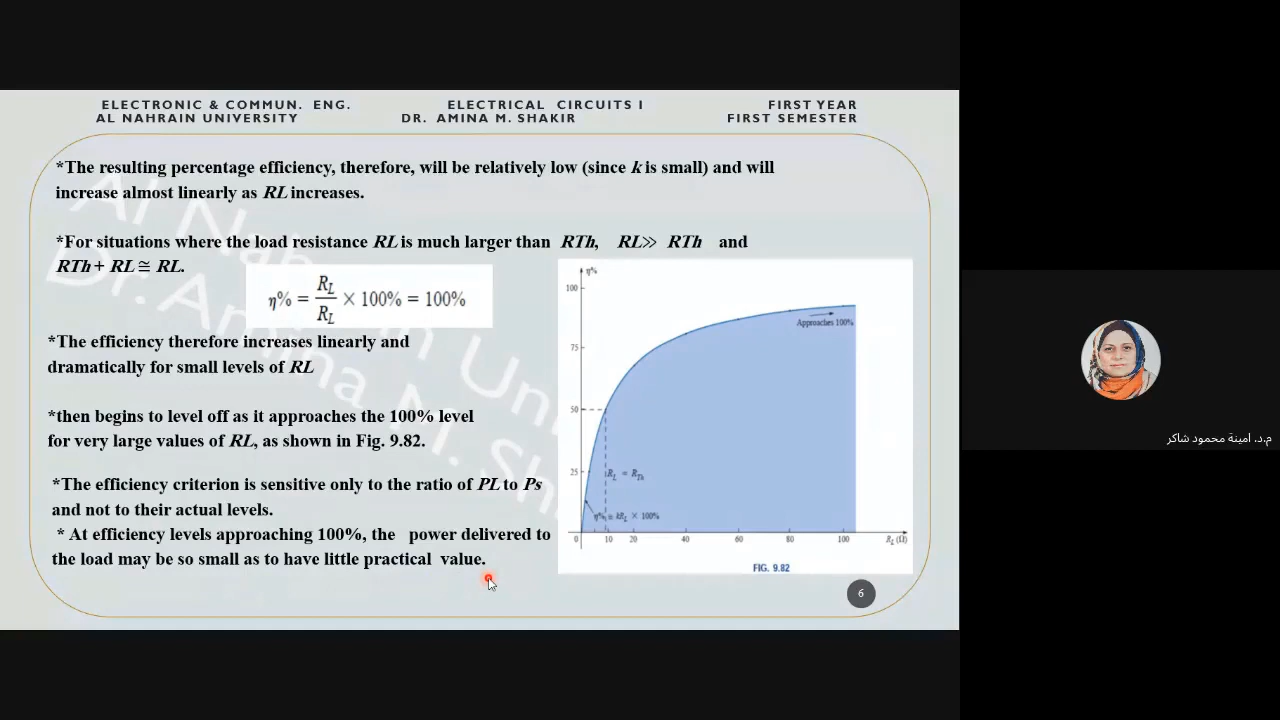 ELECTRONIC & COMMUN. ENG. ELECTRICAL CIRCUITS I FIRST YEAR
AL NAHRAIN UNIVERSITY DR. AMINA M. SHAKIR FIRST SEMESTER
*The resulting percentage efficiency, therefore, will be relatively low (since k is small) and will
increase almost linearly as RL increases.
*For situations where the load resistance RL is much larger than RTh, RL≫ RTh and
RTh + RL ≅ RL.
η% = R_L/R_L × 100% = 100%
*The efficiency therefore increases linearly and
dramatically for small levels of RL
*then begins to level off as it approaches the 100% level
for very large values of RL, as shown in Fig. 9.82.
*The efficiency criterion is sensitive only to the ratio of PL to Ps
and not to their actual levels.
* At efficiency levels approaching 100%, the power delivered to
the load may be so small as to have little practical value.
η%
100
Approaches 100%
75
50
25
R_L = R_Th
η% ≅ kR_L × 100%
0 10 20 40 60 80 100 R_L (Ω)
FIG. 9.82
6
م.د. امينة محمود شاكر